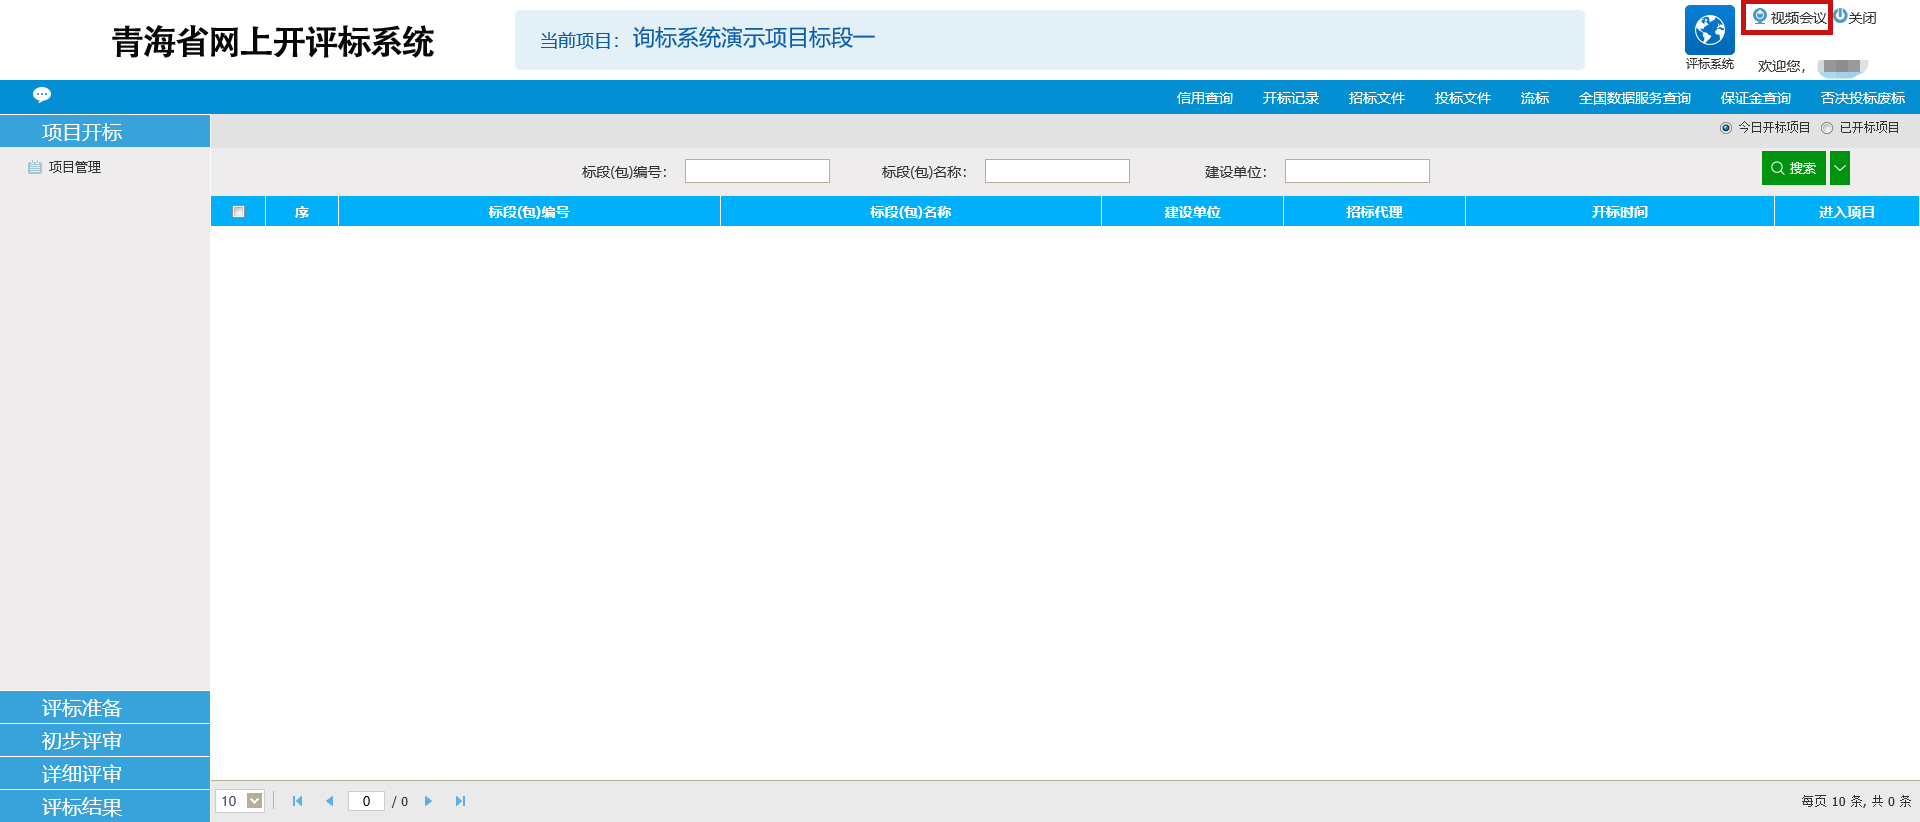 青海省网上开评标系统
当前项目： 询标系统演示项目标段一
视频会议 关闭
评标系统 欢迎您，
信用查询 开标记录 招标文件 投标文件 流标 全国数据服务查询 保证金查询 否决投标废标
项目开标
今日开标项目 已开标项目
项目管理
标段(包)编号： 标段(包)名称： 建设单位： 搜索
序 标段(包)编号 标段(包)名称 建设单位 招标代理 开标时间 进入项目
评标准备
初步评审
详细评审
评标结果
10 0 / 0 每页 10 条, 共 0 条